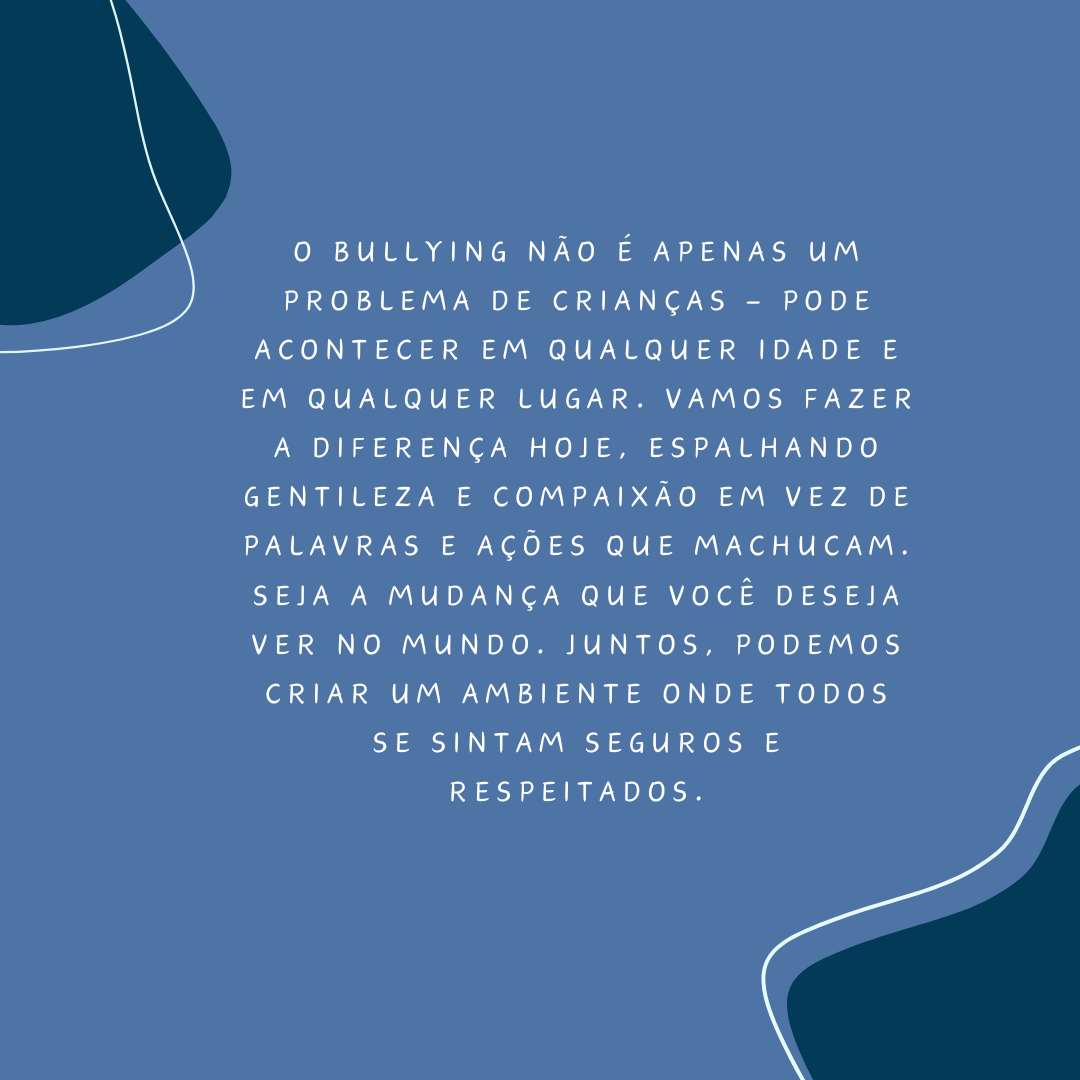 O BULLYING NÃO É APENAS UM
PROBLEMA DE CRIANÇAS – PODE
ACONTECER EM QUALQUER IDADE E
EM QUALQUER LUGAR. VAMOS FAZER
A DIFERENÇA HOJE, ESPALHANDO
GENTILEZA E COMPAIXÃO EM VEZ DE
PALAVRAS E AÇÕES QUE MACHUCAM.
SEJA A MUDANÇA QUE VOCÊ DESEJA
VER NO MUNDO. JUNTOS, PODEMOS
CRIAR UM AMBIENTE ONDE TODOS
SE SINTAM SEGUROS E
RESPEITADOS.